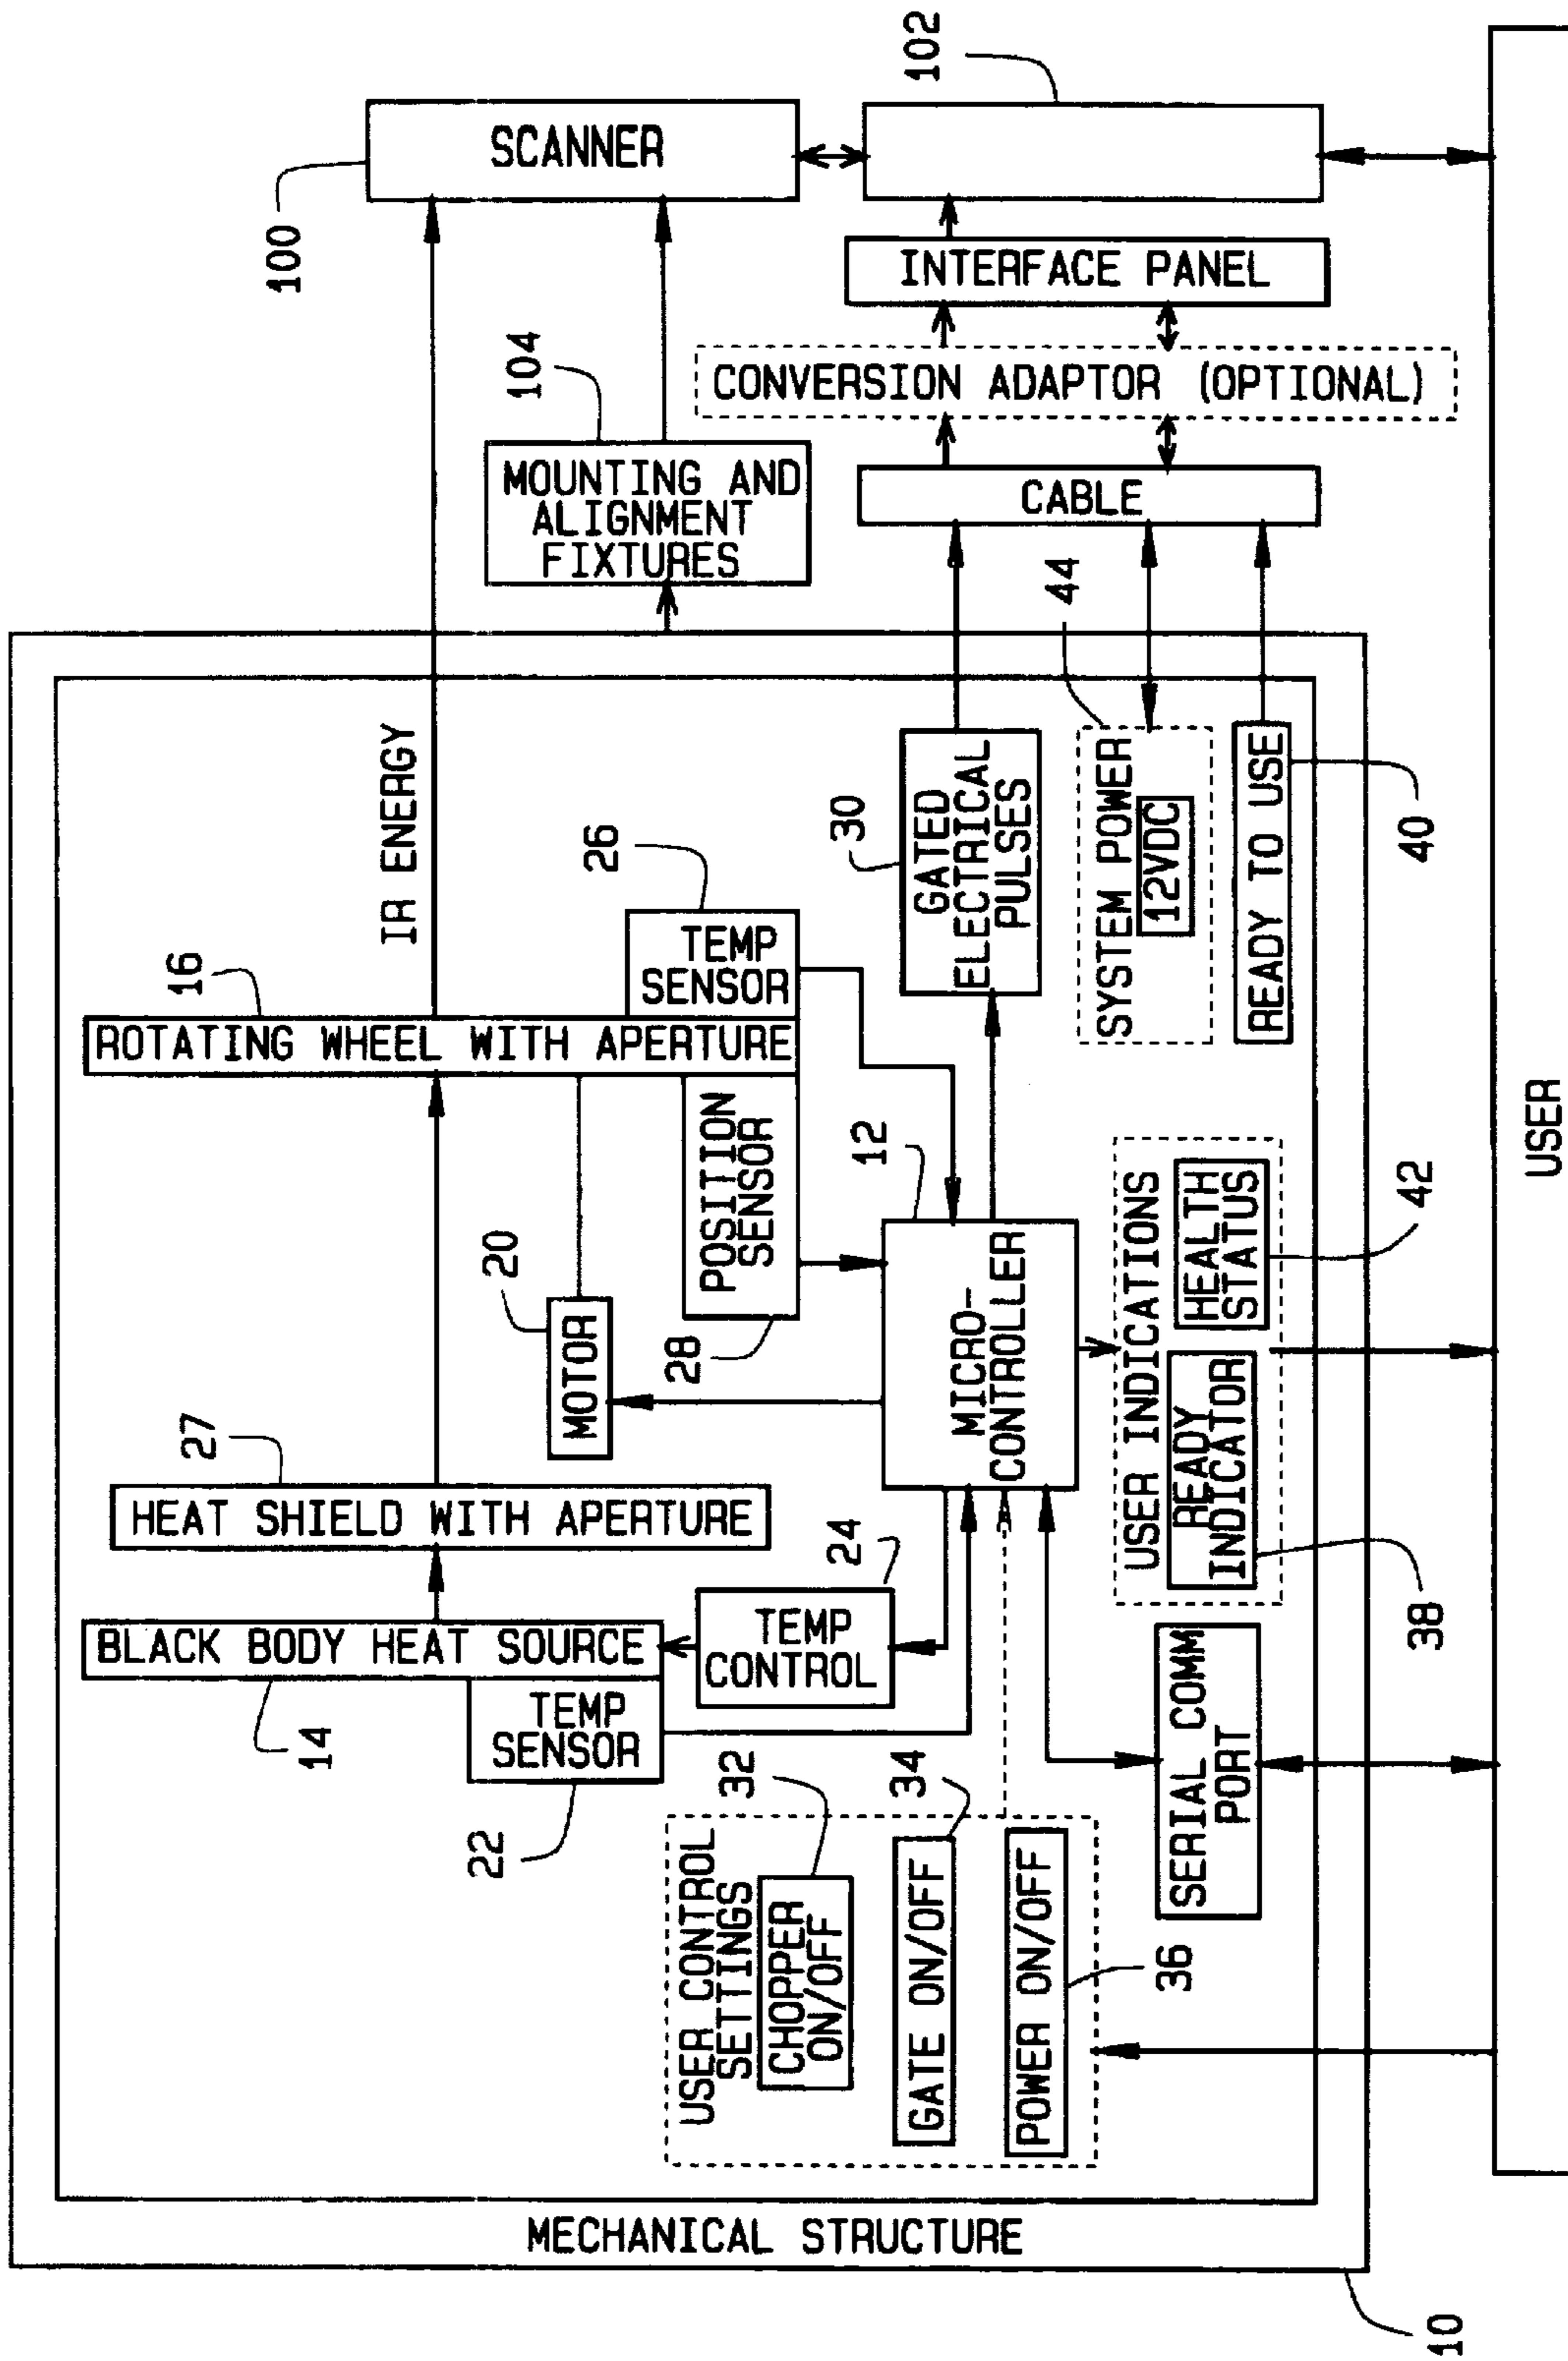 MECHANICAL STRUCTURE
10
BLACK BODY HEAT SOURCE
14
TEMP
SENSOR
22
HEAT SHIELD WITH APERTURE
27
TEMP
CONTROL
24
MOTOR
20
ROTATING WHEEL WITH APERTURE
16
POSITION
SENSOR
28
TEMP
SENSOR
26
IR ENERGY
USER CONTROL
SETTINGS
CHOPPER
ON/OFF
32
GATE ON/OFF
34
POWER ON/OFF
36
MICRO-
CONTROLLER
12
GATED
ELECTRICAL
PULSES
30
SYSTEM POWER
12VDC
44
READY TO USE
40
SERIAL COMM
PORT
USER INDICATIONS
READY
INDICATOR
38
HEALTH
STATUS
42
MOUNTING AND
ALIGNMENT
FIXTURES
104
SCANNER
100
CABLE
CONVERSION ADAPTOR (OPTIONAL)
INTERFACE PANEL
102
USER